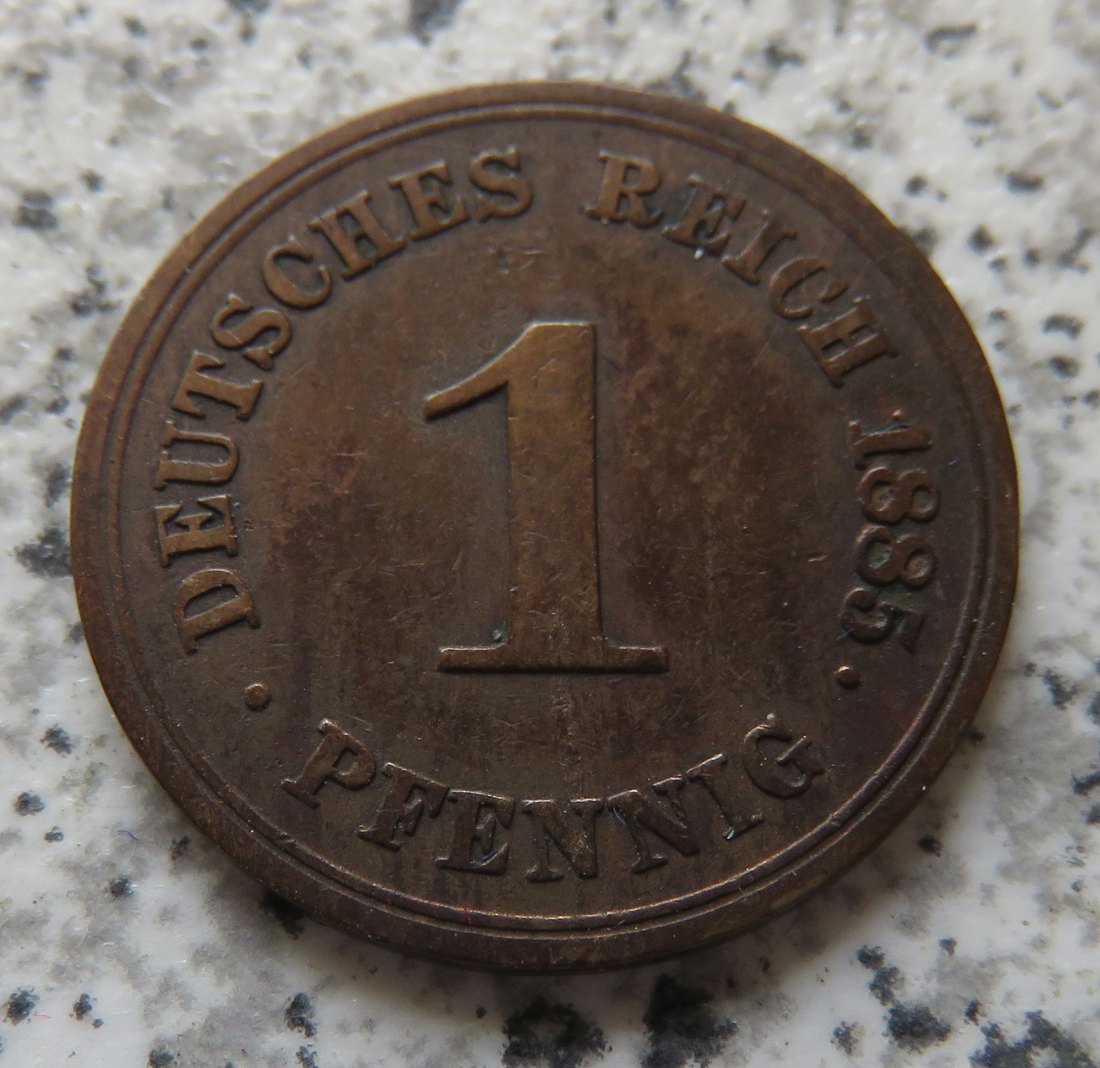 DEUTSCHES REICH 1885.
1
PFENNIG